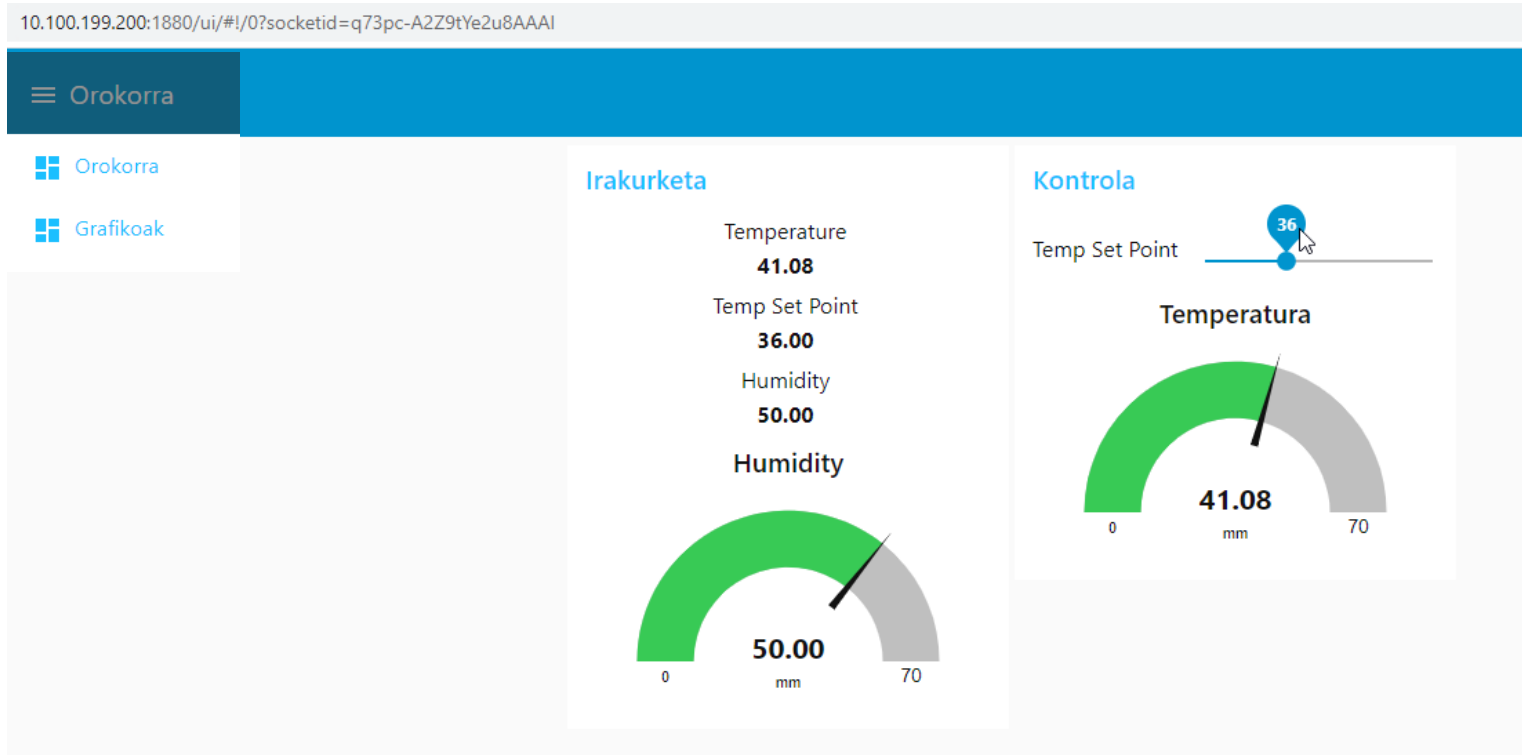 10.100.199.200:1880/ui/#!/0?socketid=q73pc-A2Z9tYe2u8AAAI
Orokorra
Orokorra
Grafikoak
Irakurketa
Temperature
41.08
Temp Set Point
36.00
Humidity
50.00
Humidity
50.00
0
mm
70
Kontrola
36
Temp Set Point
Temperatura
41.08
0
mm
70